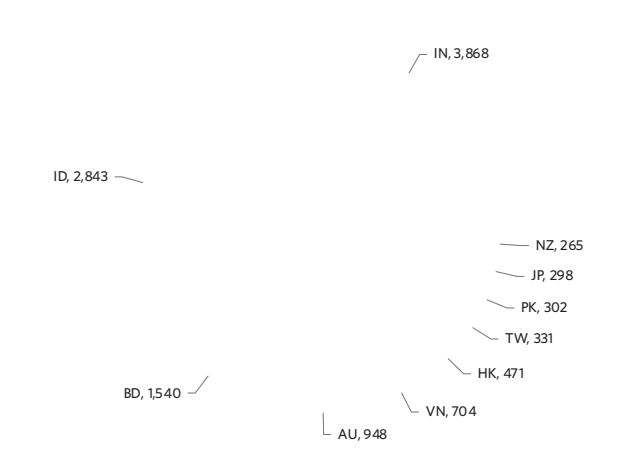 IN, 3,868
ID, 2,843
NZ, 265
JP, 298
PK, 302
TW, 331
HK, 471
BD, 1,540
VN, 704
AU, 948